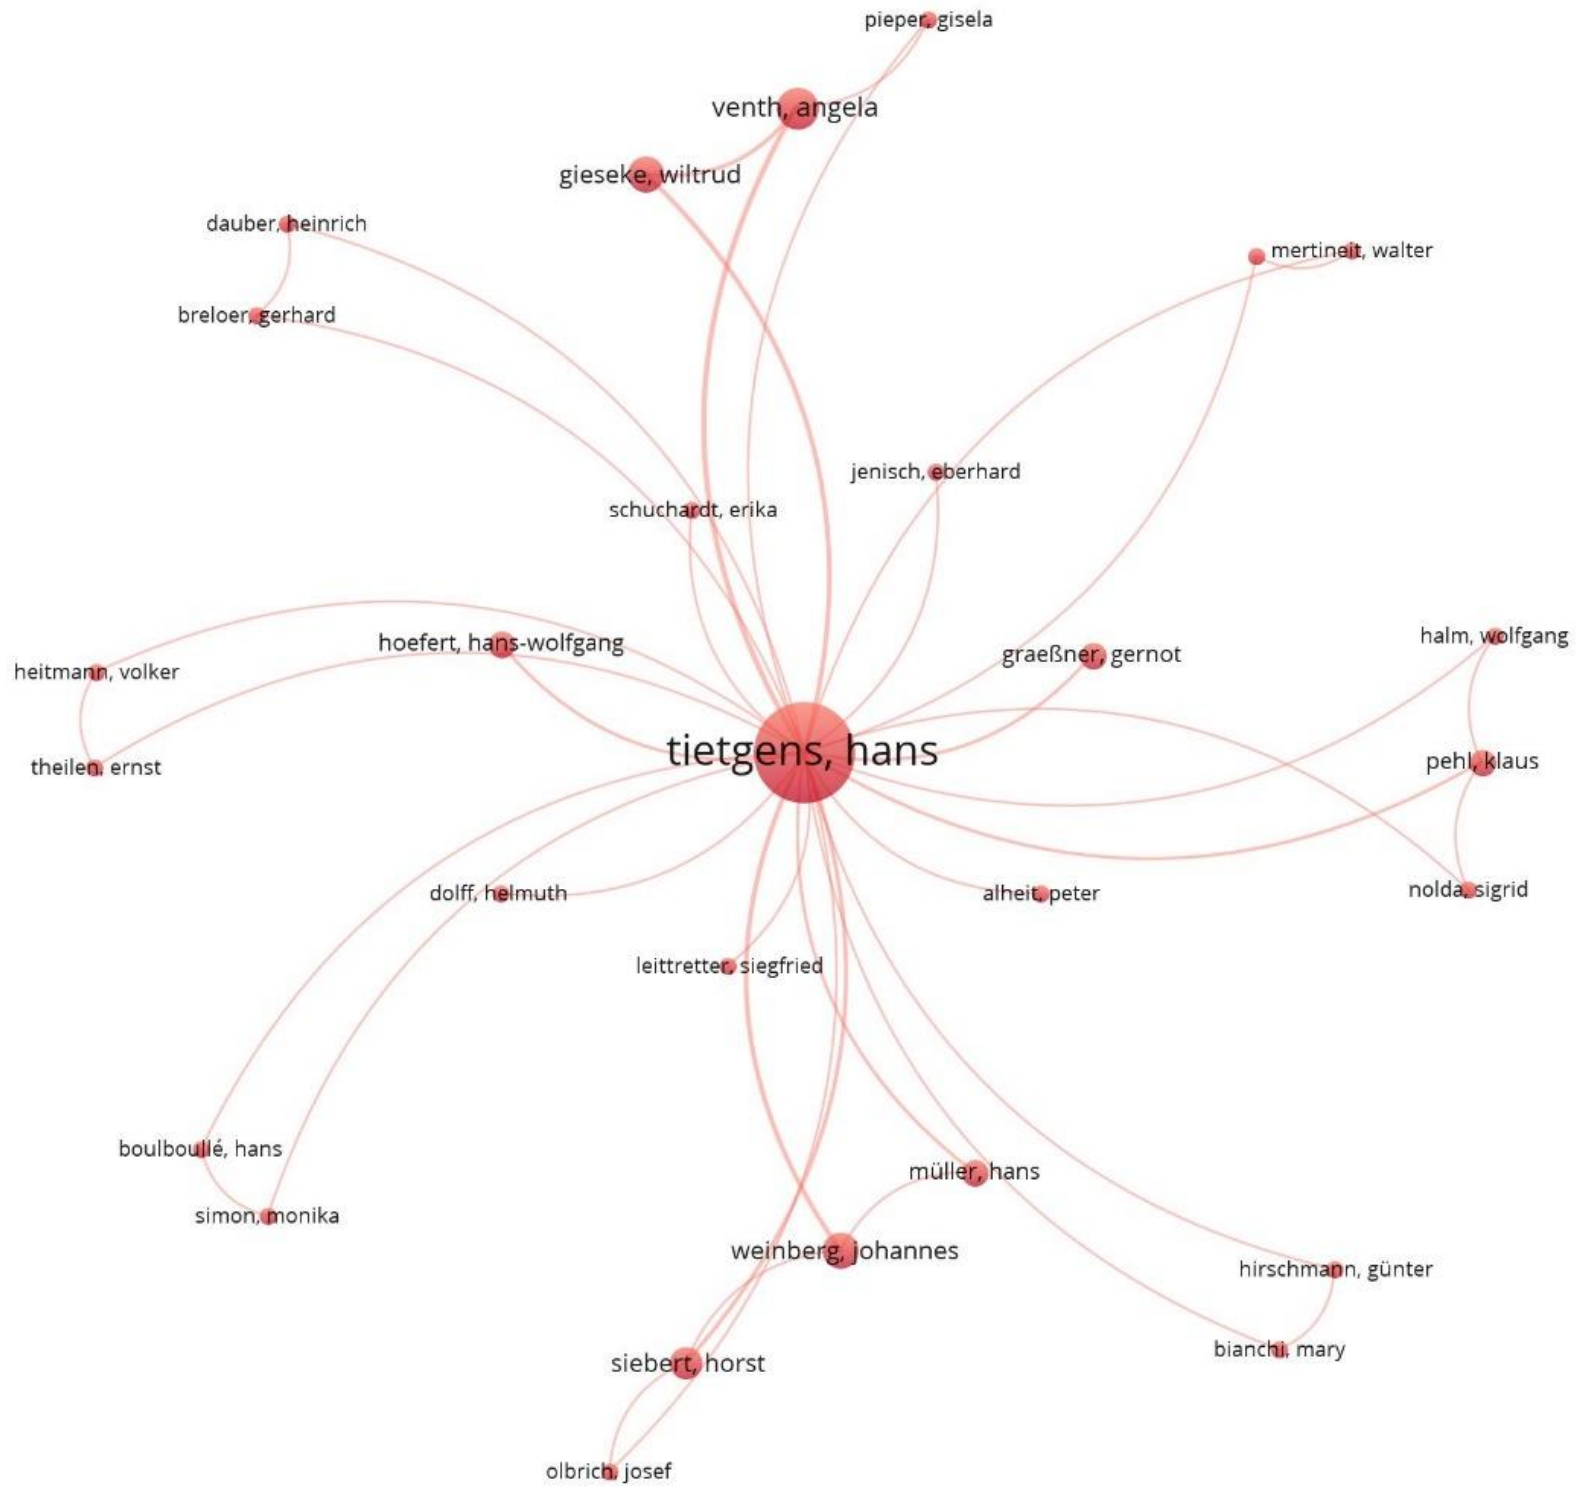 pieper, gisela
venth, angela
gieseke, wiltrud
dauber, heinrich
mertineit, walter
breloer, gerhard
jenisch, eberhard
schuchardt, erika
halm, wolfgang
hoefert, hans-wolfgang
graeßner, gernot
heitmann, volker
tietgens, hans
pehl, klaus
theilen, ernst
nolda, sigrid
dolff, helmuth
alheit, peter
leittretter, siegfried
boulboullé, hans
müller, hans
simon, monika
weinberg, johannes
hirschmann, günter
bianchi, mary
siebert, horst
olbrich, josef